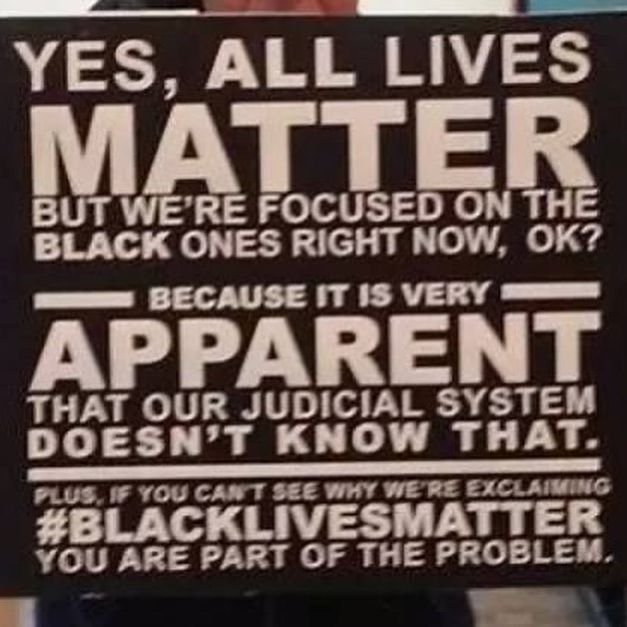 YES, ALL LIVES
MATTER
BUT WE'RE FOCUSED ON THE
BLACK ONES RIGHT NOW, OK?
BECAUSE IT IS VERY
APPARENT
THAT OUR JUDICIAL SYSTEM
DOESN'T KNOW THAT.
PLUS, IF YOU CAN'T SEE WHY WE'RE EXCLAIMING
#BLACKLIVESMATTER
YOU ARE PART OF THE PROBLEM.